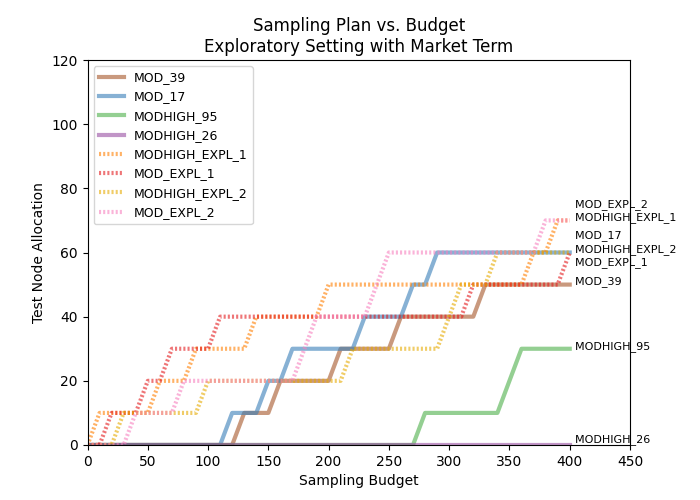 Sampling Plan vs. Budget
Exploratory Setting with Market Term
Test Node Allocation
120
100
80
60
40
20
0
MOD_39
MOD_17
MODHIGH_95
MODHIGH_26
MODHIGH_EXPL_1
MOD_EXPL_1
MODHIGH_EXPL_2
MOD_EXPL_2
MOD_EXPL_2
MODHIGH_EXPL_1
MOD_17
MODHIGH_EXPL_2
MOD_EXPL_1
MOD_39
MODHIGH_95
MODHIGH_26
0 50 100 150 200 250 300 350 400 450
Sampling Budget